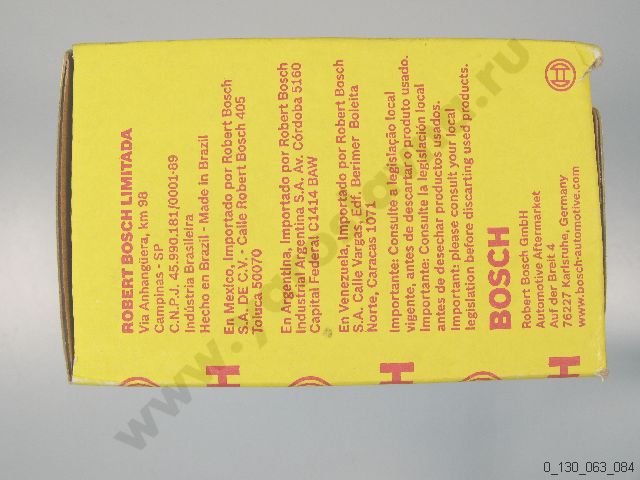 ROBERT BOSCH LIMITADA
Via Anhangüera, km 98
Campinas - SP
C.N.P.J. 45.990.181/0001-89
Indústria Brasileira
Hecho en Brazil - Made in Brazil
En Mexico, Importado por Robert Bosch
S.A. DE C.V. - Calle Robert Bosch 405
Toluca 50070
En Argentina, Importado por Robert Bosch
Industrial Argentina S.A. Av. Córdoba 5160
Capital Federal C1414 BAW
En Venezuela, Importado por Robert Bosch
S.A. Calle Vargas, Edf. Berimer Boleita
Norte, Caracas 1071
Importante: Consulte a legislação local
vigente, antes de descartar o produto usado.
Importante: Consulte la legislación local
antes de desechar productos usados.
Important: please consult your local
legislation before discarting used products.
BOSCH
Robert Bosch GmbH
Automotive Aftermarket
Auf der Breit 4
76227 Karlsruhe, Germany
www.boschautomotive.com
H
H
0_130_063_084